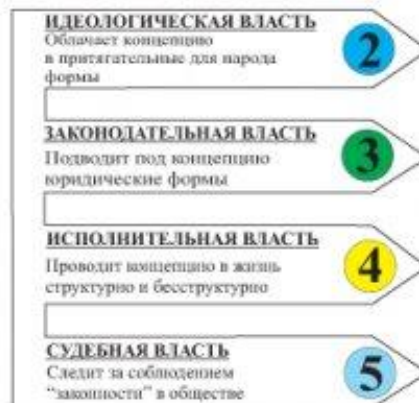 ИДЕОЛОГИЧЕСКАЯ ВЛАСТЬ
Облачает концепцию
в притягательные для народа
формы
2
ЗАКОНОДАТЕЛЬНАЯ ВЛАСТЬ
Подводит под концепцию
юридические формы
3
ИСПОЛНИТЕЛЬНАЯ ВЛАСТЬ
Проводит концепцию в жизнь
структурно и бесструктурно
4
СУДЕБНАЯ ВЛАСТЬ
Следит за соблюдением
"законности" в обществе
5